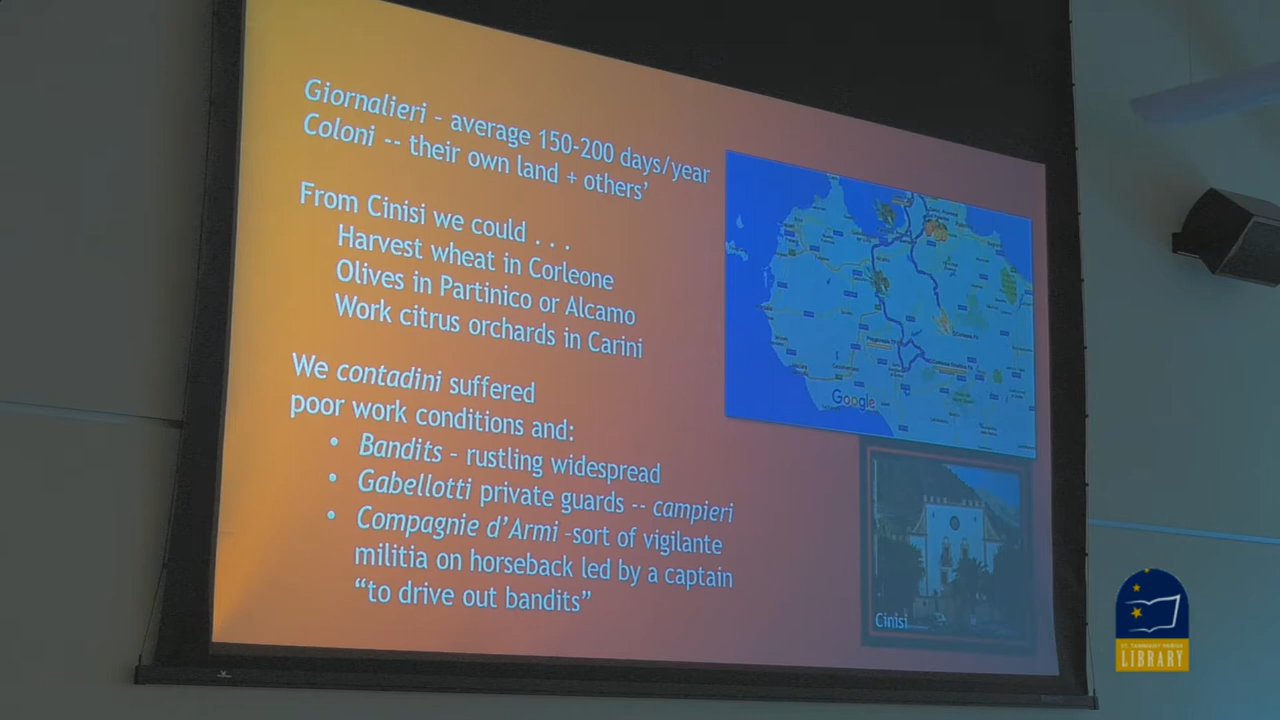 Giornalieri – average 150-200 days/year
Coloni -- their own land + others’
From Cinisi we could . . .
Harvest wheat in Corleone
Olives in Partinico or Alcamo
Work citrus orchards in Carini
We contadini suffered
poor work conditions and:
• Bandits – rustling widespread
• Gabellotti private guards -- campieri
• Compagnie d’Armi –sort of vigilante
militia on horseback led by a captain
“to drive out bandits”
Google
Cinisi
ST. TAMMANY PARISH
LIBRARY